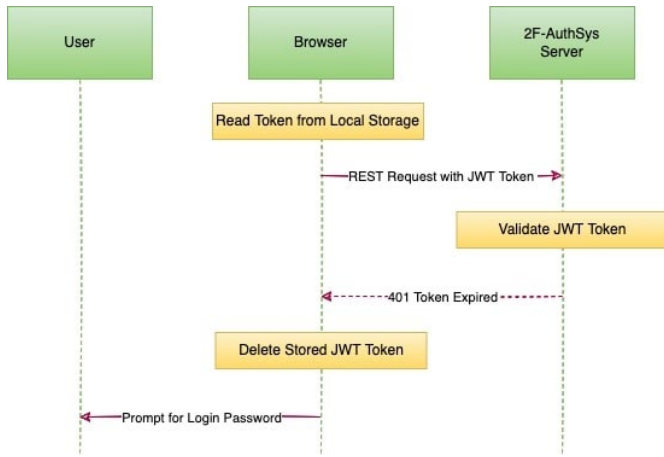 User
Browser
2F-AuthSys
Server
Read Token from Local Storage
REST Request with JWT Token
Validate JWT Token
401 Token Expired
Delete Stored JWT Token
Prompt for Login Password